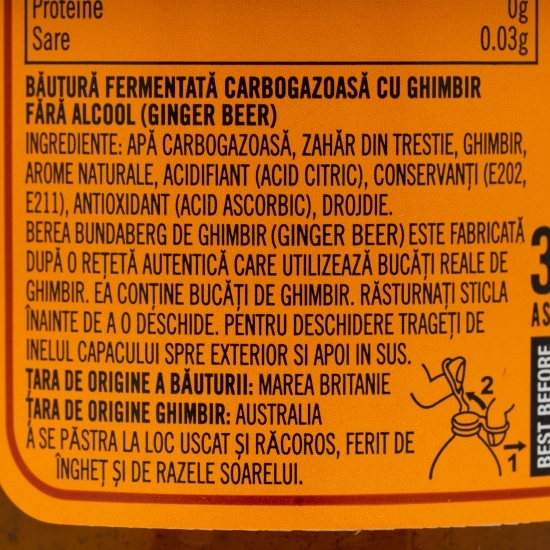 Proteine 0g
Sare 0.03g
BĂUTURĂ FERMENTATĂ CARBOGAZOASĂ CU GHIMBIR
FĂRĂ ALCOOL (GINGER BEER)
INGREDIENTE: APĂ CARBOGAZOASĂ, ZAHĂR DIN TRESTIE, GHIMBIR,
AROME NATURALE, ACIDIFIANT (ACID CITRIC), CONSERVANȚI (E202,
E211), ANTIOXIDANT (ACID ASCORBIC), DROJDIE.
BEREA BUNDABERG DE GHIMBIR (GINGER BEER) ESTE FABRICATĂ
DUPĂ O REȚETĂ AUTENTICĂ CARE UTILIZEAZĂ BUCĂȚI REALE DE
GHIMBIR. EA CONȚINE BUCĂȚI DE GHIMBIR. RĂSTURNAȚI STICLA
ÎNAINTE DE A O DESCHIDE. PENTRU DESCHIDERE TRAGEȚI DE
INELUL CAPACULUI SPRE EXTERIOR SI APOI IN SUS.
ȚARA DE ORIGINE A BĂUTURII: MAREA BRITANIE
ȚARA DE ORIGINE GHIMBIR: AUSTRALIA
A SE PĂSTRA LA LOC USCAT ȘI RĂCOROS, FERIT DE
ÎNGHEȚ ȘI DE RAZELE SOARELUI.
2
1
3
AS
BEST BEFORE